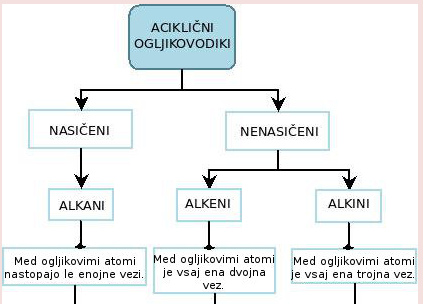 ACIKLIČNI
OGLJIKOVODIKI
NASIČENI
NENASIČENI
ALKANI
ALKENI
ALKINI
Med ogljikovimi atomi
nastopajo le enojne vezi.
Med ogljikovimi atomi
je vsaj ena dvojna
vez.
Med ogljikovimi atomi
je vsaj ena trojna vez.